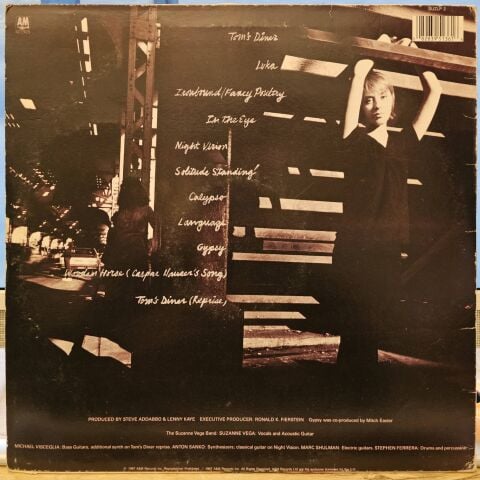 A&M
SUZLP 2
Tom's Diner
Luka
Ironbound/Fancy Poultry
In the Eye
Night Vision
Solitude Standing
Calypso
Language
Gypsy
Wooden Horse (Caspar Hauser's Song)
Tom's Diner (Reprise)
PRODUCED BY STEVE ADDABBO & LENNY KAYE EXECUTIVE PRODUCER: RONALD K. FIERSTEIN Gypsy was co-produced by Mitch Easter
The Suzanne Vega Band: SUZANNE VEGA: Vocals and Acoustic Guitar
MICHAEL VISCEGLIA: Bass Guitars, additional synth on Tom's Diner reprise. ANTON SANKO: Synthesizers; classical guitar on Night Vision. MARC SHULMAN: Electric guitars. STEPHEN FERRERA: Drums and percussion